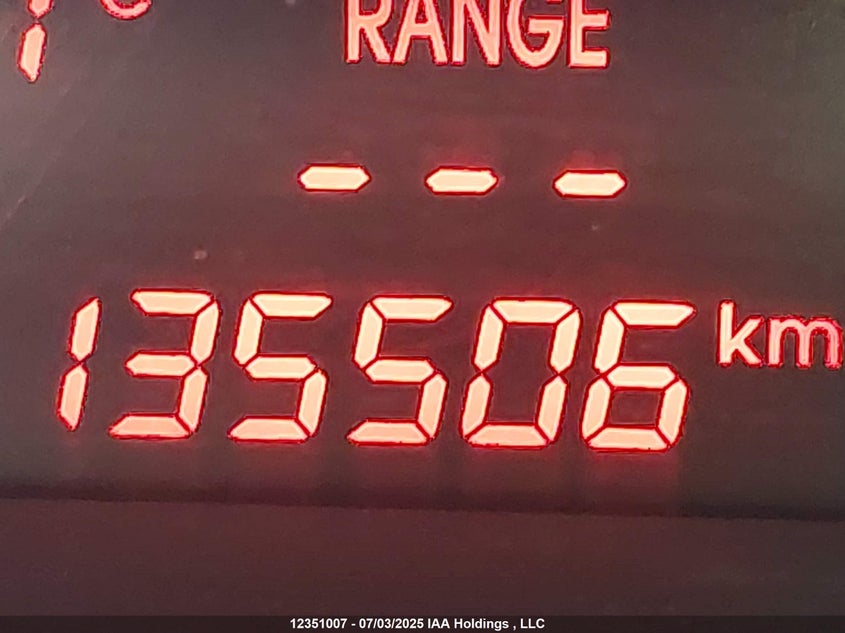 RANGE
---
135506 km
12351007 - 07/03/2025 IAA Holdings , LLC